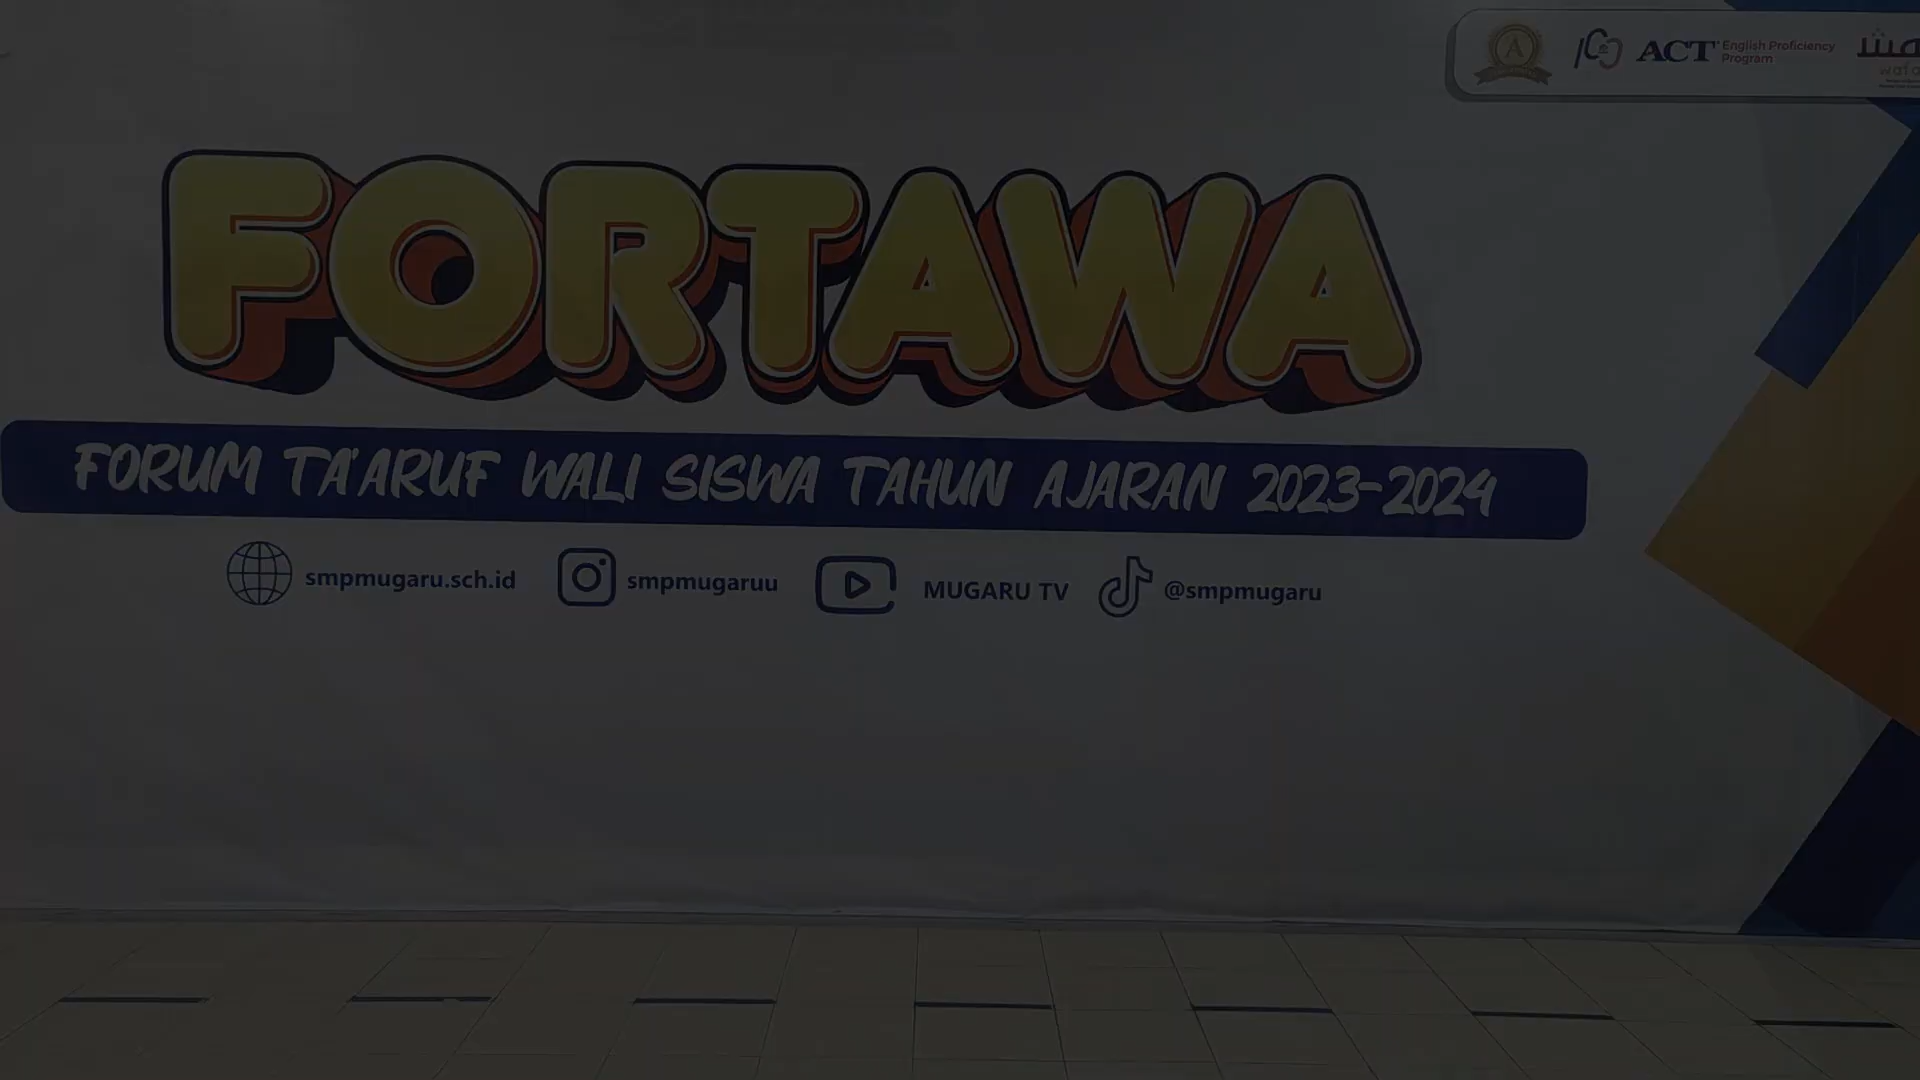 A
ACT English Proficiency
Program
FORTAWA
FORUM TA'ARUF WALI SISWA TAHUN AJARAN 2023-2024
smpmugaru.sch.id
smpmugaruu
MUGARU TV
@smpmugaru